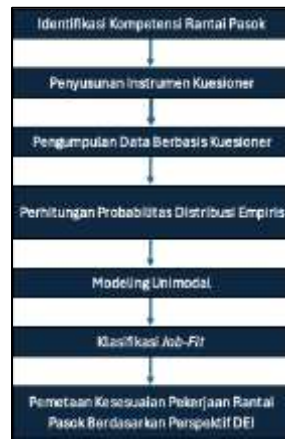 Identifikasi Kompetensi Rantai Pasok
Penyusunan Instrumen Kuesioner
Pengumpulan Data Berbasis Kuesioner
Perhitungan Probabilitas Distribusi Empiris
Modeling Unimodal
Klasifikasi Job-Fit
Pemetaan Kesesuaian Pekerjaan Rantai
Pasok Berdasarkan Perspektif DEI